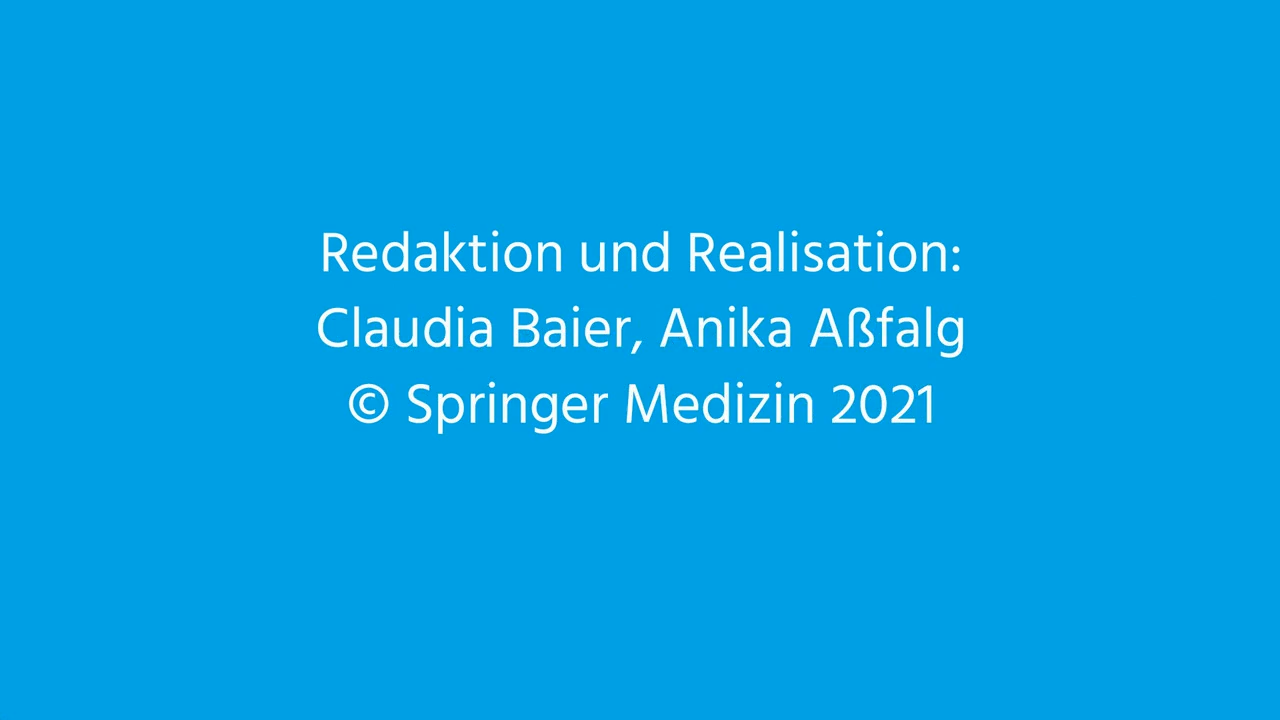 Redaktion und Realisation:
Claudia Baier, Anika Aßfalg
© Springer Medizin 2021